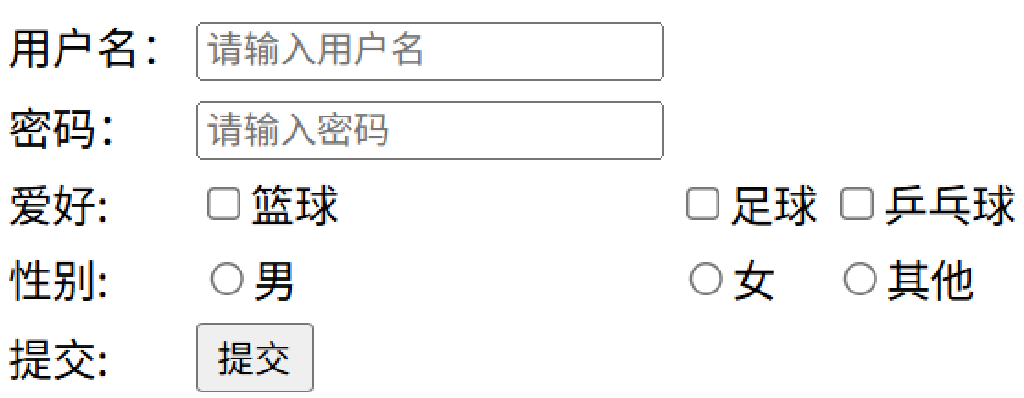 用户名： 请输入用户名
密码： 请输入密码
爱好: 篮球 足球 乒乓球
性别: 男 女 其他
提交: 提交